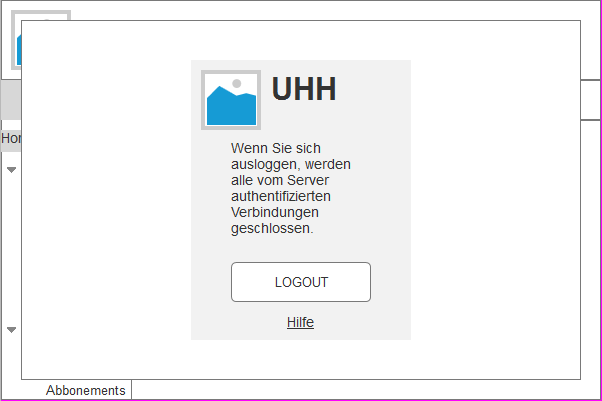 UHH
Hor
Wenn Sie sich
ausloggen, werden
alle vom Server
authentifizierten
Verbindungen
geschlossen.
LOGOUT
Hilfe
Abbonements